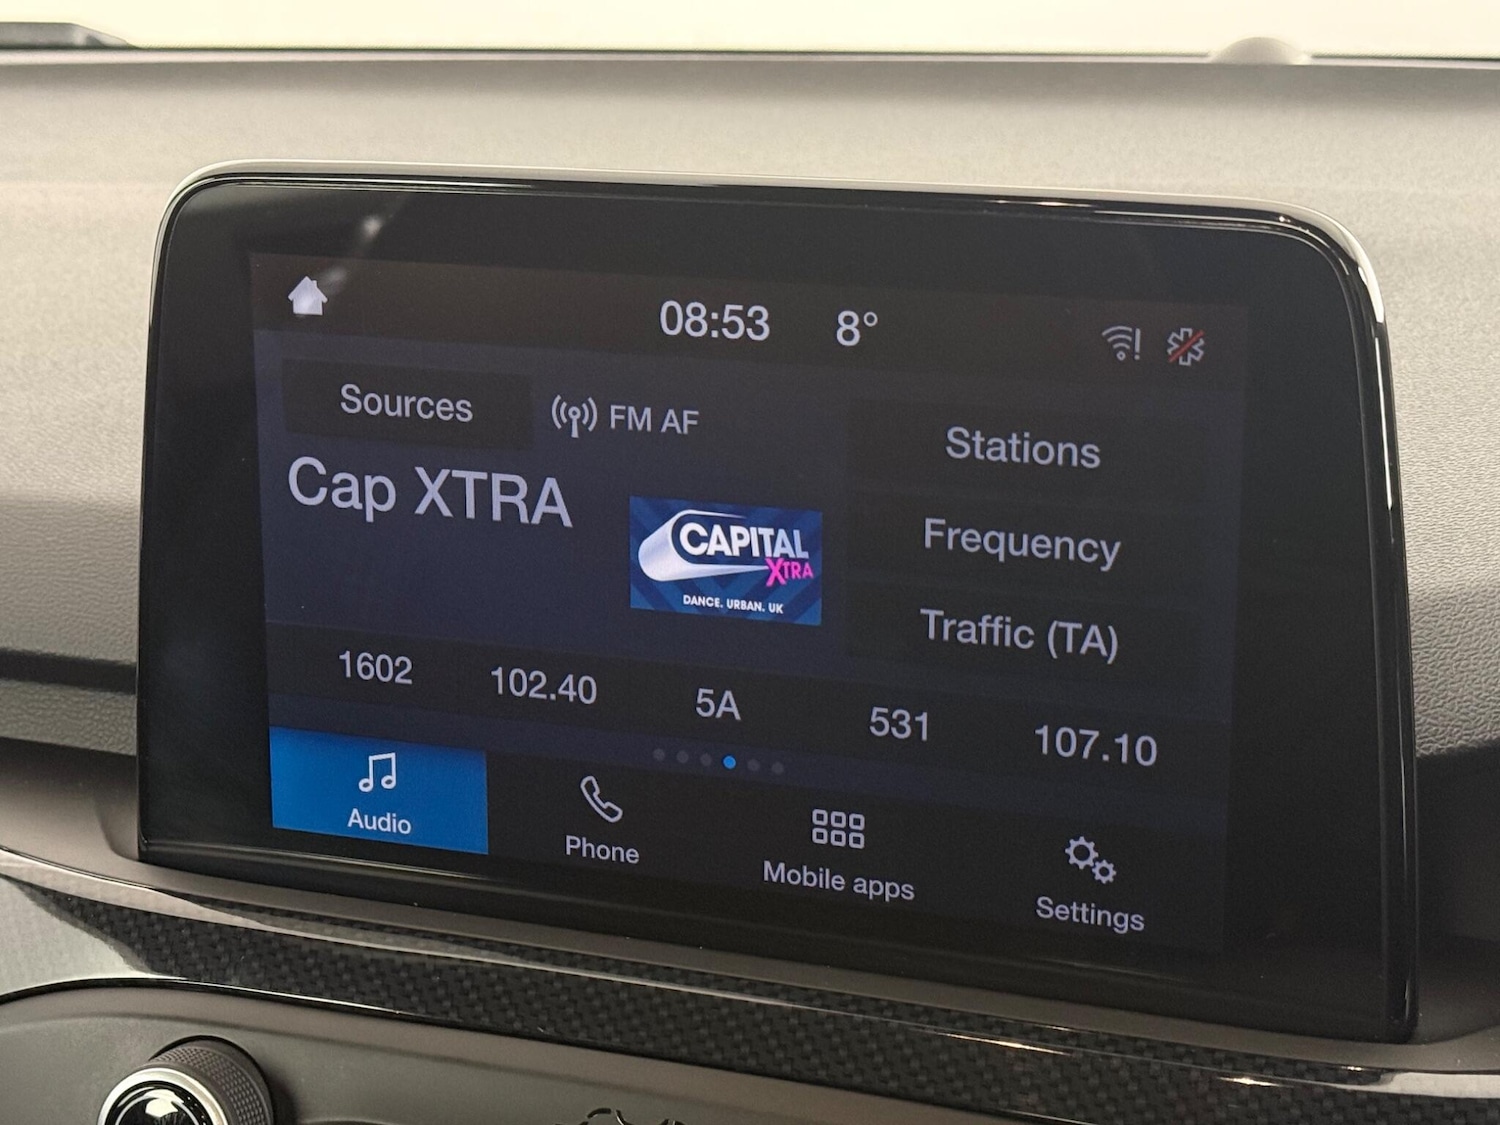 08:53 8°
Sources FM AF
Stations
Cap XTRA
CAPITAL
XTRA
DANCE. URBAN. UK
Frequency
Traffic (TA)
1602 102.40 5A 531 107.10
Audio Phone Mobile apps Settings